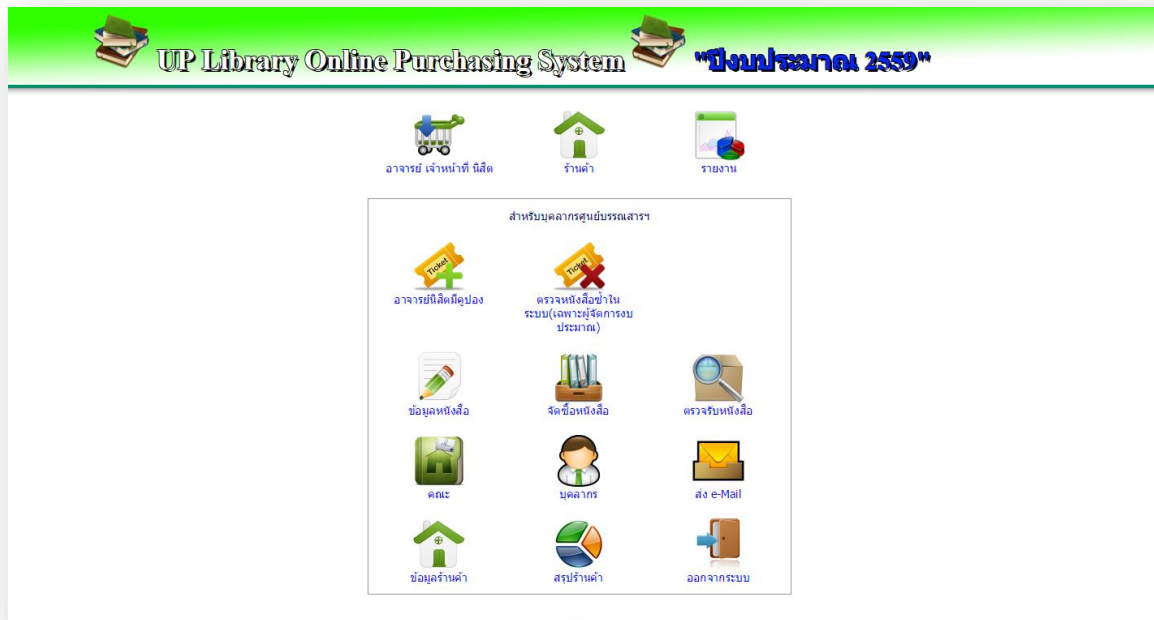 UP Library Online Purchasing System "ปีงบประมาณ 2559"
อาจารย์ เจ้าหน้าที่ นิสิต
ร้านค้า
รายงาน
สำหรับบุคลากรศูนย์บรรณสารฯ
Ticket
Ticket
อาจารย์นิสิตมีคูปอง
ตรวจหนังสือซ้ำใน
ระบบ(เฉพาะผู้จัดการงบ
ประมาณ)
ข้อมูลหนังสือ
จัดซื้อหนังสือ
ตรวจรับหนังสือ
คณะ
บุคลากร
ส่ง e-Mail
ข้อมูลร้านค้า
สรุปร้านค้า
ออกจากระบบ